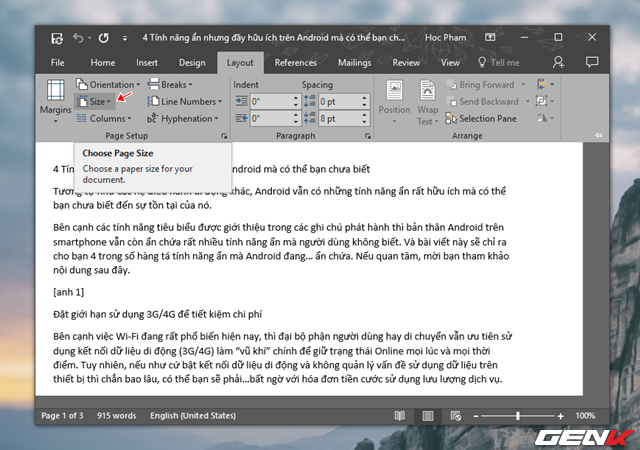 4 Tính năng ẩn nhưng đầy hữu ích trên Android mà có thể bạn c...
Học Phạm
File Home Insert Design Layout References Mailings Review View Tell me
Margins
Orientation
Size
Columns
Breaks
Line Numbers
Hyphenation
Page Setup
Indent Spacing
0" 0 pt
0" 8 pt
Paragraph
Position
Wrap Text
Bring Forward
Send Backward
Selection Pane
Arrange
Choose Page Size
Choose a paper size for your
document.
4 Tín ndroid mà có thể bạn chưa biết
Tương tự như các hệ điều hành di động khác, Android vẫn có những tính năng ẩn rất hữu ích mà có thể
bạn chưa biết đến sự tồn tại của nó.
Bên cạnh các tính năng tiêu biểu được giới thiệu trong các ghi chú phát hành thì bản thân Android trên
smartphone vẫn còn ẩn chứa rất nhiều tính năng ẩn mà người dùng không biết. Và bài viết này sẽ chỉ ra
cho bạn 4 trong số hàng tá tính năng ẩn mà Android đang… ẩn chứa. Nếu quan tâm, mời bạn tham khảo
nội dung sau đây.
[anh 1]
Đặt giới hạn sử dụng 3G/4G để tiết kiệm chi phí
Bên cạnh việc Wi-Fi đang rất phổ biến hiện nay, thì đại bộ phận người dùng hay di chuyển vẫn ưu tiên sử
dụng kết nối dữ liệu di động (3G/4G) làm “vũ khí” chính để giữ trạng thái Online mọi lúc và mọi thời
điểm. Tuy nhiên, nếu như cứ bật kết nối dữ liệu di động và không quản lý vấn đề sử dụng dữ liệu trên
thiết bị thì chẳn bao lâu, có thể bạn sẽ phải…bất ngờ với hóa đơn tiền cước sử dụng lưu lượng dịch vụ.
Page 1 of 3 915 words English (United States) 100%
GENK